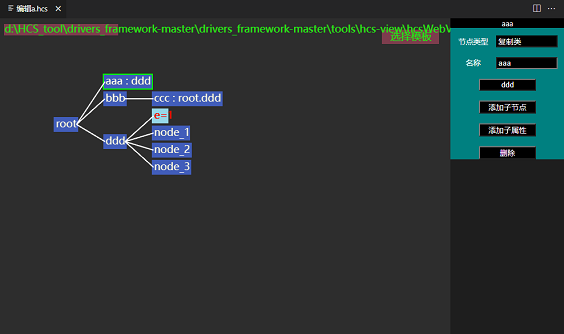 编辑a.hcs
d:\HCS_tool\drivers_framework-master\drivers_framework-master\tools\hcs-view\hcsWebV
选择模板
aaa
节点类型 复制类
名称 aaa
ddd
添加子节点
添加子属性
删除
aaa : ddd
bbb
ccc : root.ddd
root
e=1
ddd
node_1
node_2
node_3